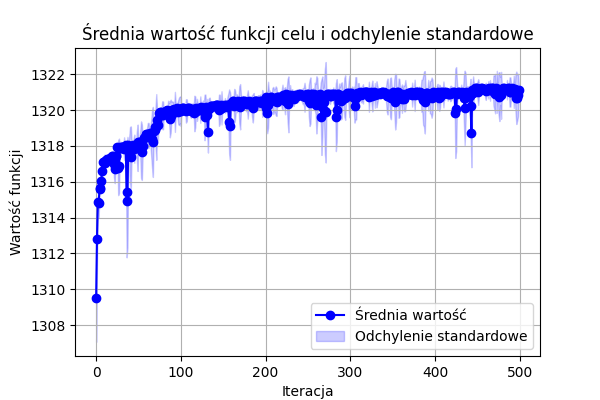 Średnia wartość funkcji celu i odchylenie standardowe
Wartość funkcji
1322
1320
1318
1316
1314
1312
1310
1308
Średnia wartość
Odchylenie standardowe
0 100 200 300 400 500
Iteracja